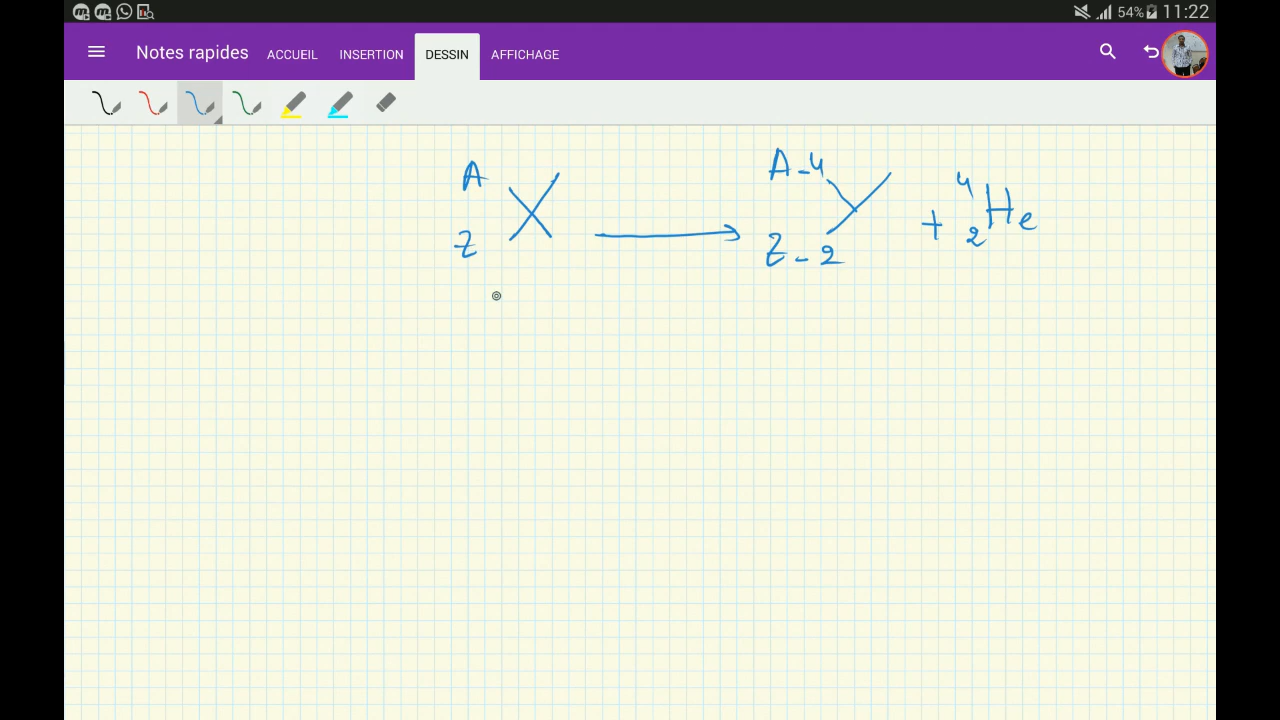 54% 11:22
Notes rapides ACCUEIL INSERTION DESSIN AFFICHAGE
A X → A-4 Y + 4 He
Z Z-2 2